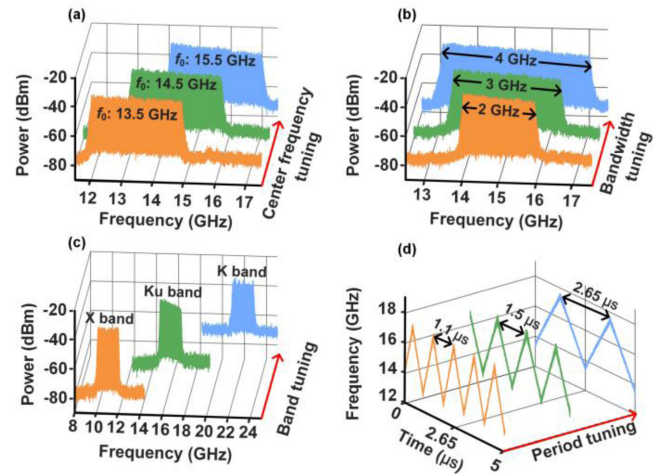 (a)
f₀: 15.5 GHz
f₀: 14.5 GHz
f₀: 13.5 GHz
-20
-40
-60
-80
Power (dBm)
12 13 14 15 16 17
Frequency (GHz)
Center frequency
tuning
(b)
4 GHz
3 GHz
2 GHz
-20
-40
-60
-80
Power (dBm)
13 14 15 16 17
Frequency (GHz)
Bandwidth
tuning
(c)
K band
Ku band
X band
-20
-40
-60
-80
Power (dBm)
8 10 12 14 16 18 20 22 24
Frequency (GHz)
Band tuning
(d)
2.65 μs
1.5 μs
1.1 μs
18
16
14
12
Frequency (GHz)
0
2.65
5
Time (μs)
Period tuning